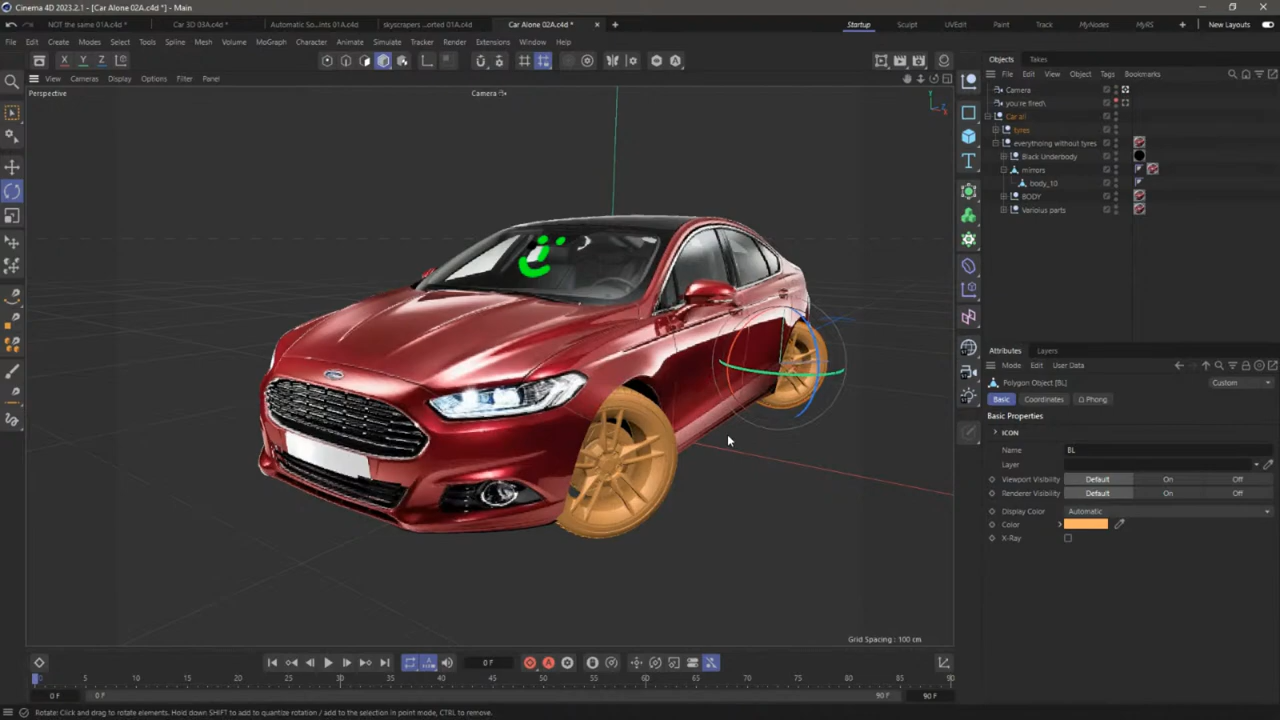 Cinema 4D 2023.2.1 - [Car Alone 02A.c4d *] - Main
NOT the same 01A.c4d *
Car 3D 03A.c4d *
Automatic So...ints 01A.c4d
skyscrapers ...orted 01A.c4d
Car Alone 02A.c4d *
Startup
Sculpt
UVEdit
Paint
Track
MyNodes
MyRS
New Layouts
File
Edit
Create
Modes
Select
Tools
Spline
Mesh
Volume
MoGraph
Character
Animate
Simulate
Tracker
Render
Extensions
Window
Help
X
Y
Z
Objects
Takes
View
Cameras
Display
Options
Filter
Panel
File
Edit
View
Object
Tags
Bookmarks
Perspective
Camera
Camera
you're fired!
Car all
tyres
everythoing without tyres
Black Underbody
mirrors
body_10
BODY
Varioius parts
Ford
Attributes
Layers
Mode
Edit
User Data
Polygon Object [BL]
Custom
Basic
Coordinates
Phong
Basic Properties
ICON
Name
BL
Layer
Viewport Visibility
Default
On
Off
Renderer Visibility
Default
On
Off
Display Color
Automatic
Color
X-Ray
Grid Spacing : 100 cm
0 F
5
10
15
20
25
30
35
40
45
50
55
60
65
70
75
80
85
90
0 F
0 F
90 F
90 F
Rotate: Click and drag to rotate elements. Hold down SHIFT to add to quantize rotation / add to the selection in point mode, CTRL to remove.